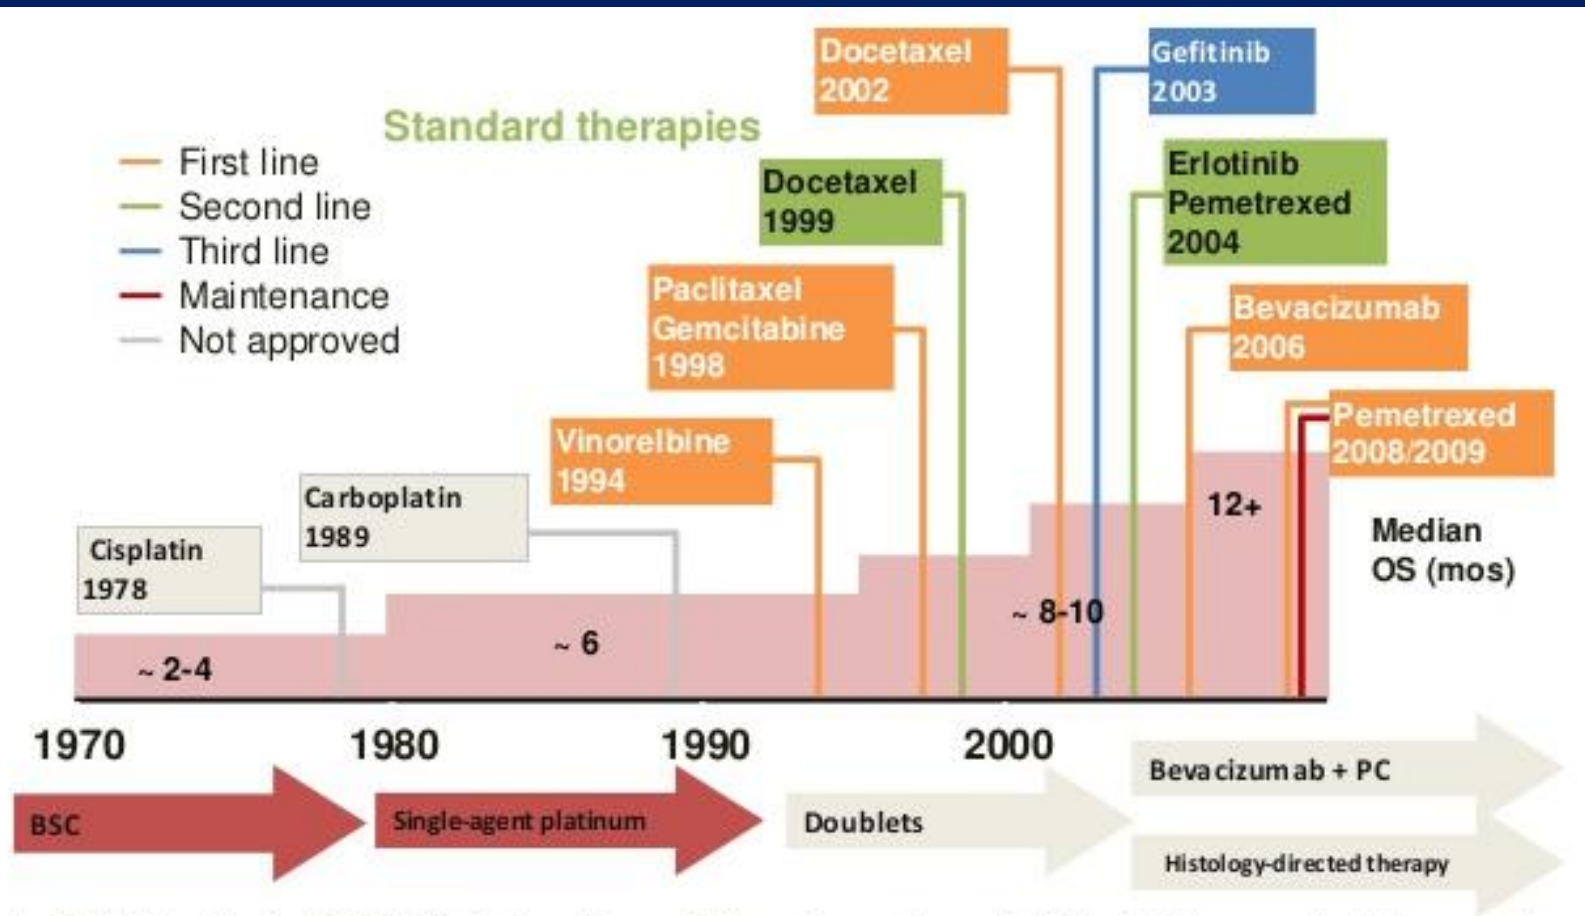 Standard therapies
First line
Second line
Third line
Maintenance
Not approved
Docetaxel
2002
Gefitinib
2003
Docetaxel
1999
Erlotinib
Pemetrexed
2004
Paclitaxel
Gemcitabine
1998
Bevacizumab
2006
Vinorelbine
1994
Pemetrexed
2008/2009
Carboplatin
1989
Cisplatin
1978
~ 2-4
~ 6
~ 8-10
12+
Median
OS (mos)
1970
1980
1990
2000
BSC
Single-agent platinum
Doublets
Bevacizumab + PC
Histology-directed therapy